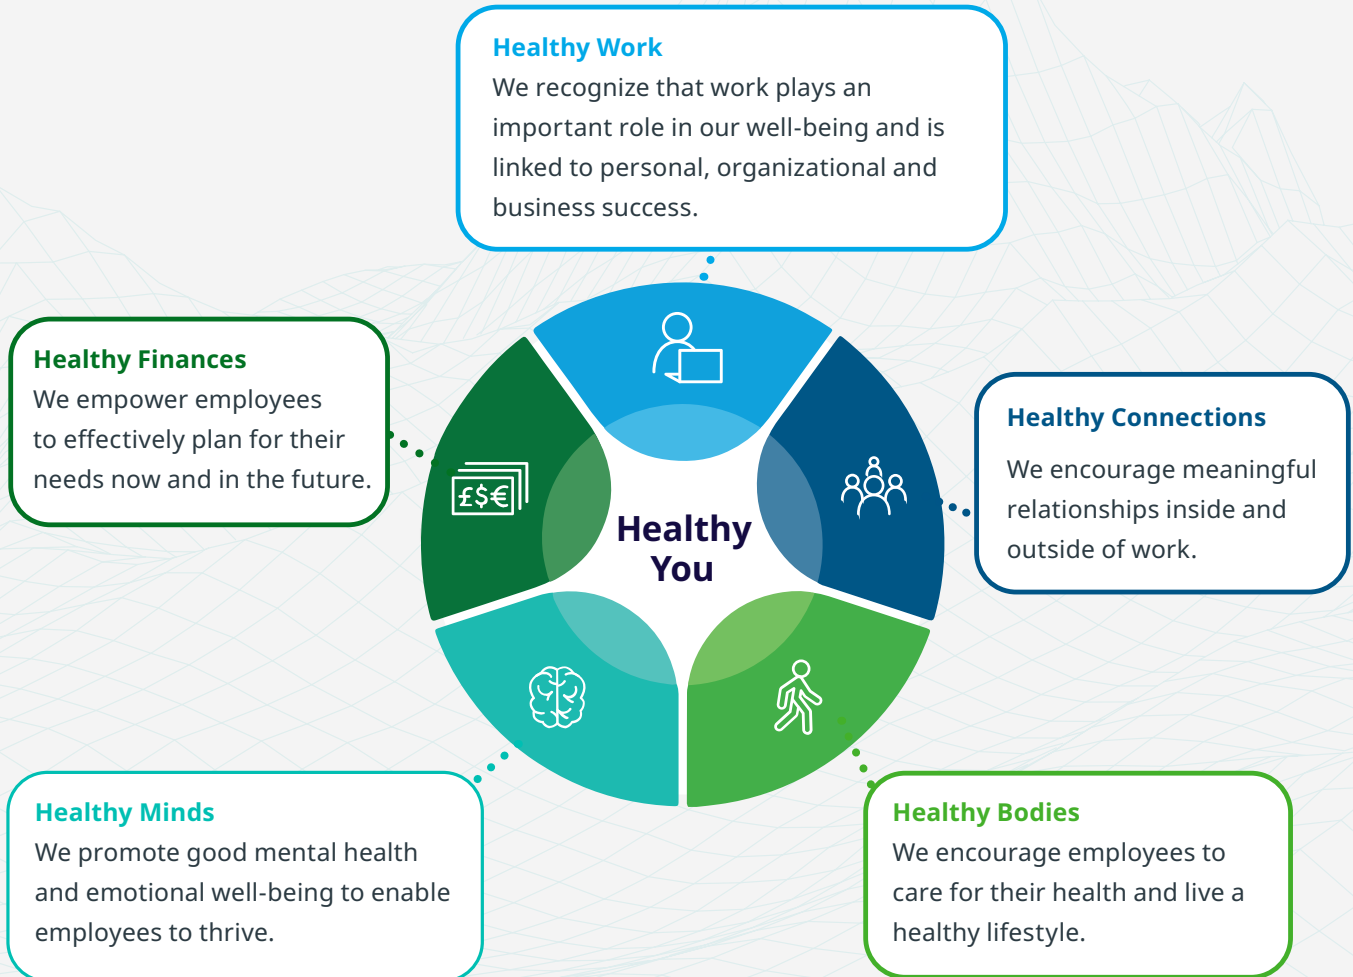 Healthy Work
We recognize that work plays an
important role in our well-being and is
linked to personal, organizational and
business success.
Healthy Finances
We empower employees
to effectively plan for their
needs now and in the future.
Healthy Connections
We encourage meaningful
relationships inside and
outside of work.
£$€
Healthy
You
Healthy Minds
We promote good mental health
and emotional well-being to enable
employees to thrive.
Healthy Bodies
We encourage employees to
care for their health and live a
healthy lifestyle.